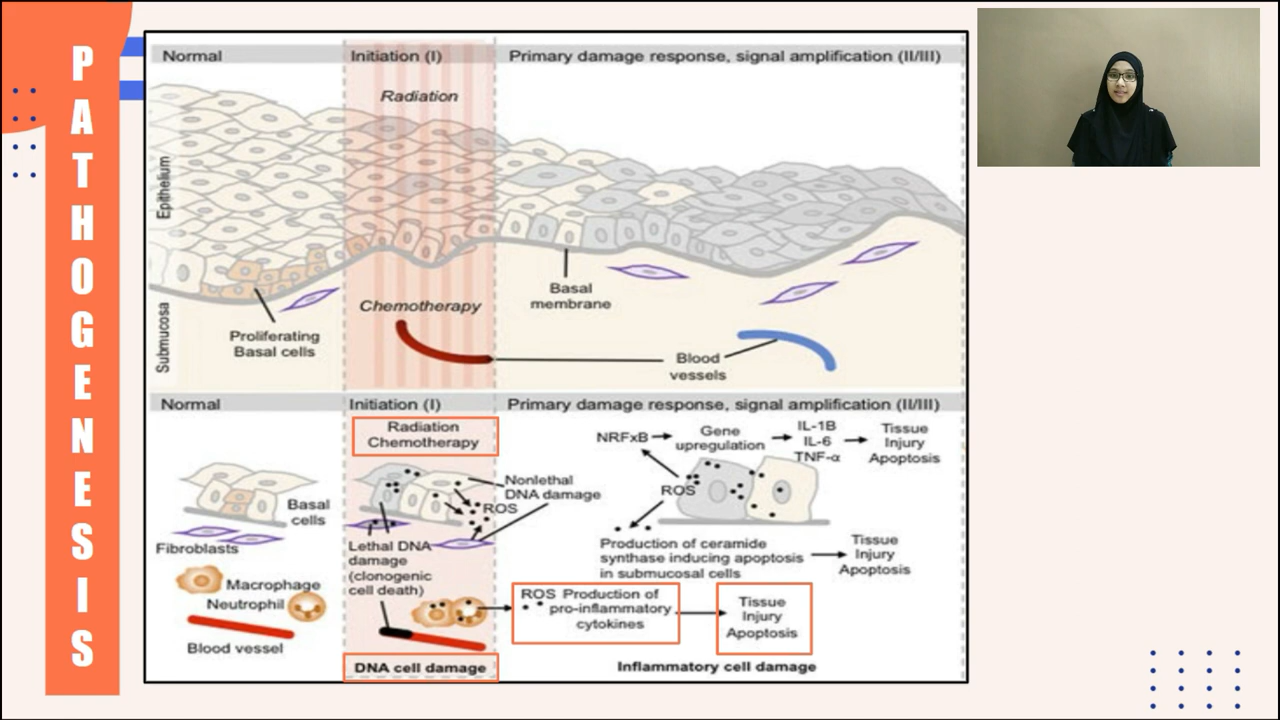 PATHOGENESIS
Normal
Initiation (I)
Primary damage response, signal amplification (II/III)
Radiation
Epithelium
Submucosa
Chemotherapy
Proliferating
Basal cells
Basal
membrane
Blood
vessels
Normal
Initiation (I)
Primary damage response, signal amplification (II/III)
Radiation
Chemotherapy
Basal
cells
Fibroblasts
Macrophage
Neutrophil
Blood vessel
Nonlethal
DNA damage
ROS
Lethal DNA
damage
(clonogenic
cell death)
DNA cell damage
NRFxB
Gene
upregulation
IL-1B
IL-6
TNF-α
Tissue
Injury
Apoptosis
ROS
Production of ceramide
synthase inducing apoptosis
in submucosal cells
Tissue
Injury
Apoptosis
ROS Production of
pro-inflammatory
cytokines
Tissue
Injury
Apoptosis
Inflammatory cell damage